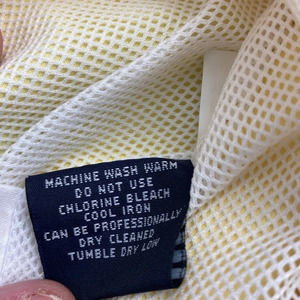 MACHINE WASH WARM
DO NOT USE
CHLORINE BLEACH
COOL IRON
CAN BE PROFESSIONALLY
DRY CLEANED
TUMBLE DRY LOW